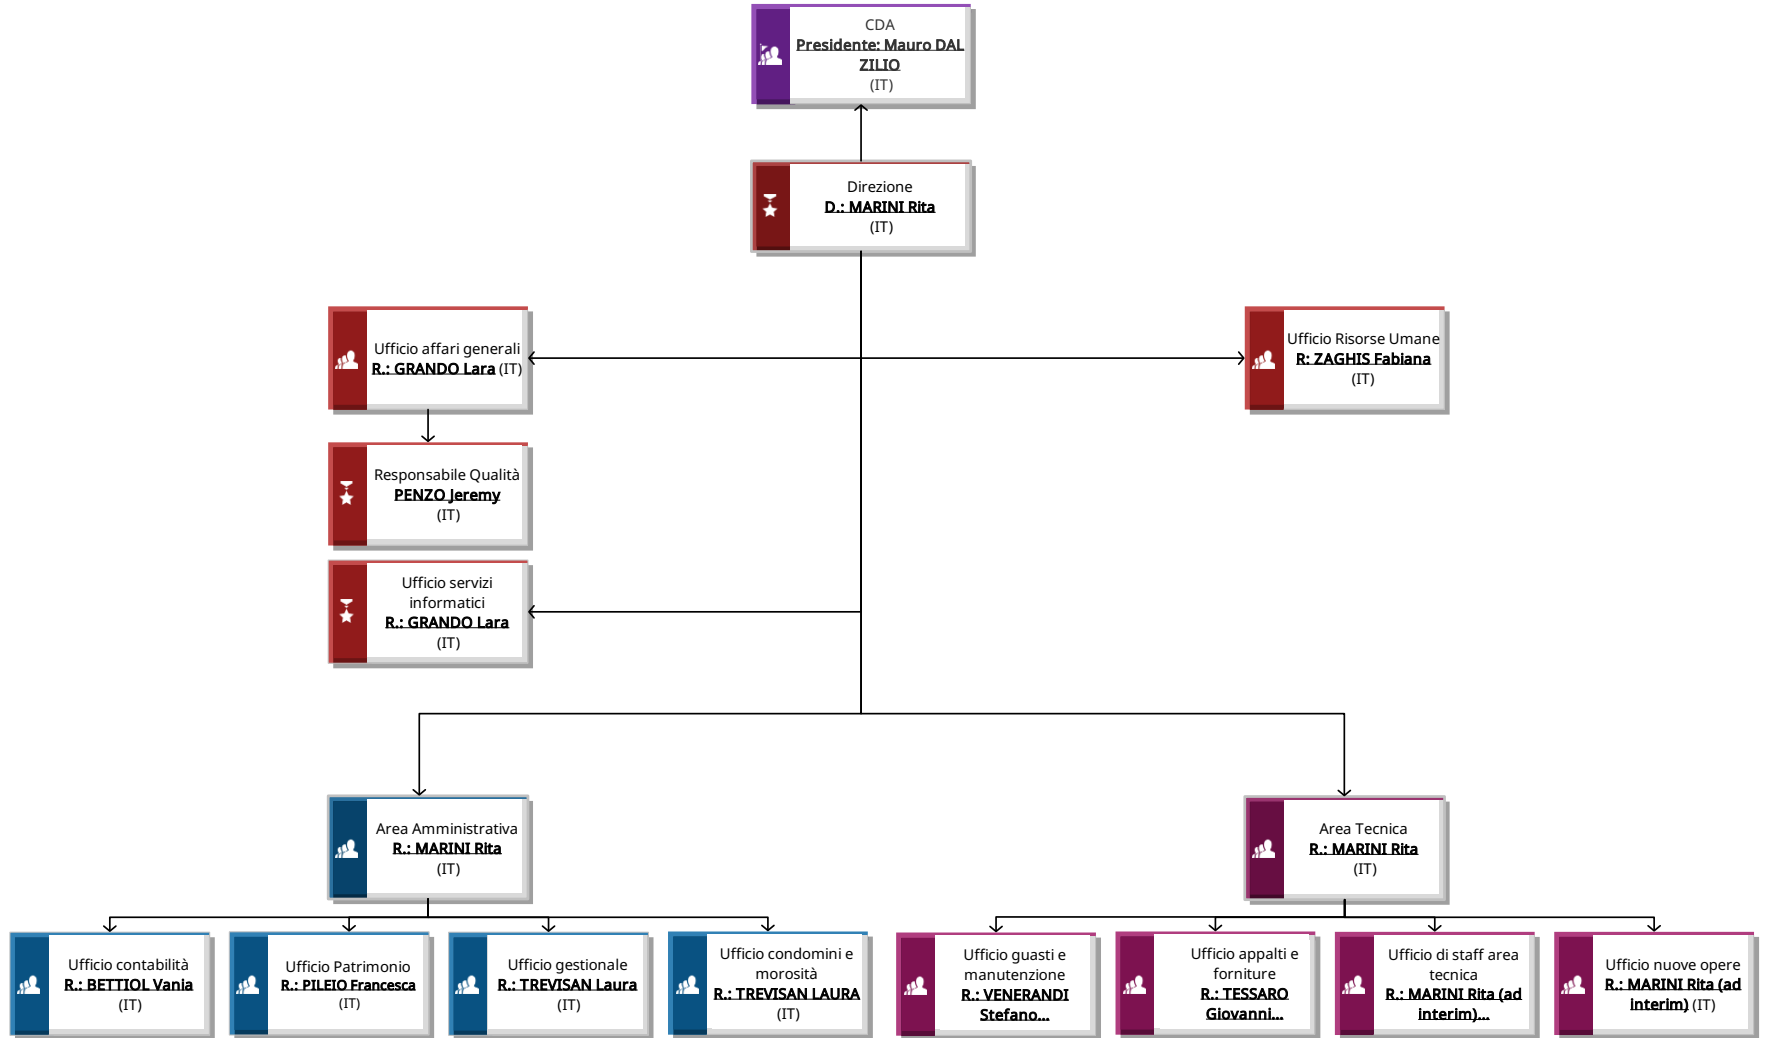 CDA
Presidente: Mauro DAL
ZILIO
(IT)
Direzione
D.: MARINI Rita
(IT)
Ufficio affari generali
R.: GRANDO Lara (IT)
Ufficio Risorse Umane
R: ZAGHIS Fabiana
(IT)
Responsabile Qualità
PENZO Jeremy
(IT)
Ufficio servizi
informatici
R.: GRANDO Lara
(IT)
Area Amministrativa
R.: MARINI Rita
(IT)
Area Tecnica
R.: MARINI Rita
(IT)
Ufficio contabilità
R.: BETTIOL Vania
(IT)
Ufficio Patrimonio
R.: PILEIO Francesca
(IT)
Ufficio gestionale
R.: TREVISAN Laura
(IT)
Ufficio condomini e
morosità
R.: TREVISAN LAURA
(IT)
Ufficio guasti e
manutenzione
R.: VENERANDI
Stefano...
Ufficio appalti e
forniture
R.: TESSARO
Giovanni...
Ufficio di staff area
tecnica
R.: MARINI Rita (ad
interim)...
Ufficio nuove opere
R.: MARINI Rita (ad
interim) (IT)